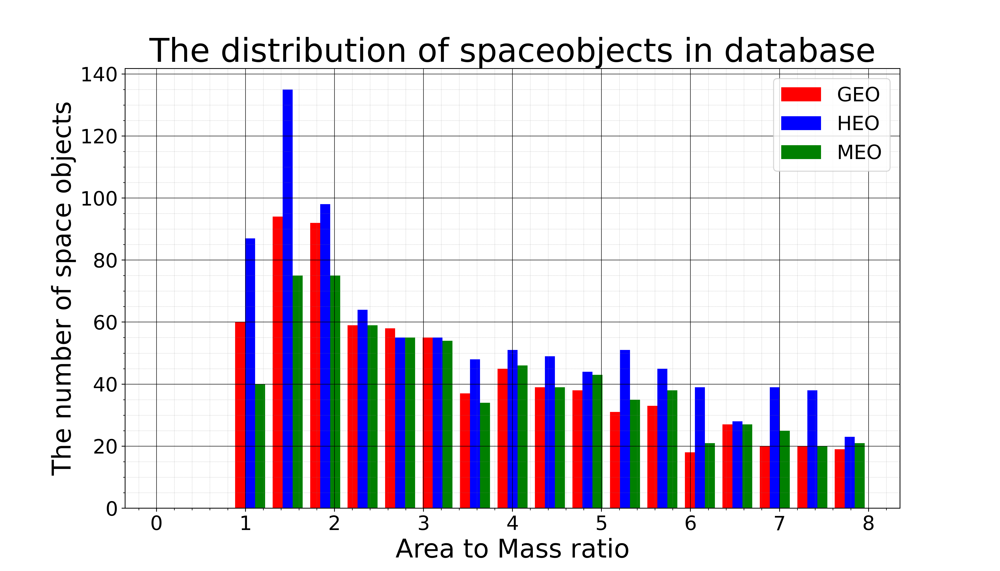 The distribution of spaceobjects in database
The number of space objects
140
120
100
80
60
40
20
0
GEO
HEO
MEO
0 1 2 3 4 5 6 7 8
Area to Mass ratio